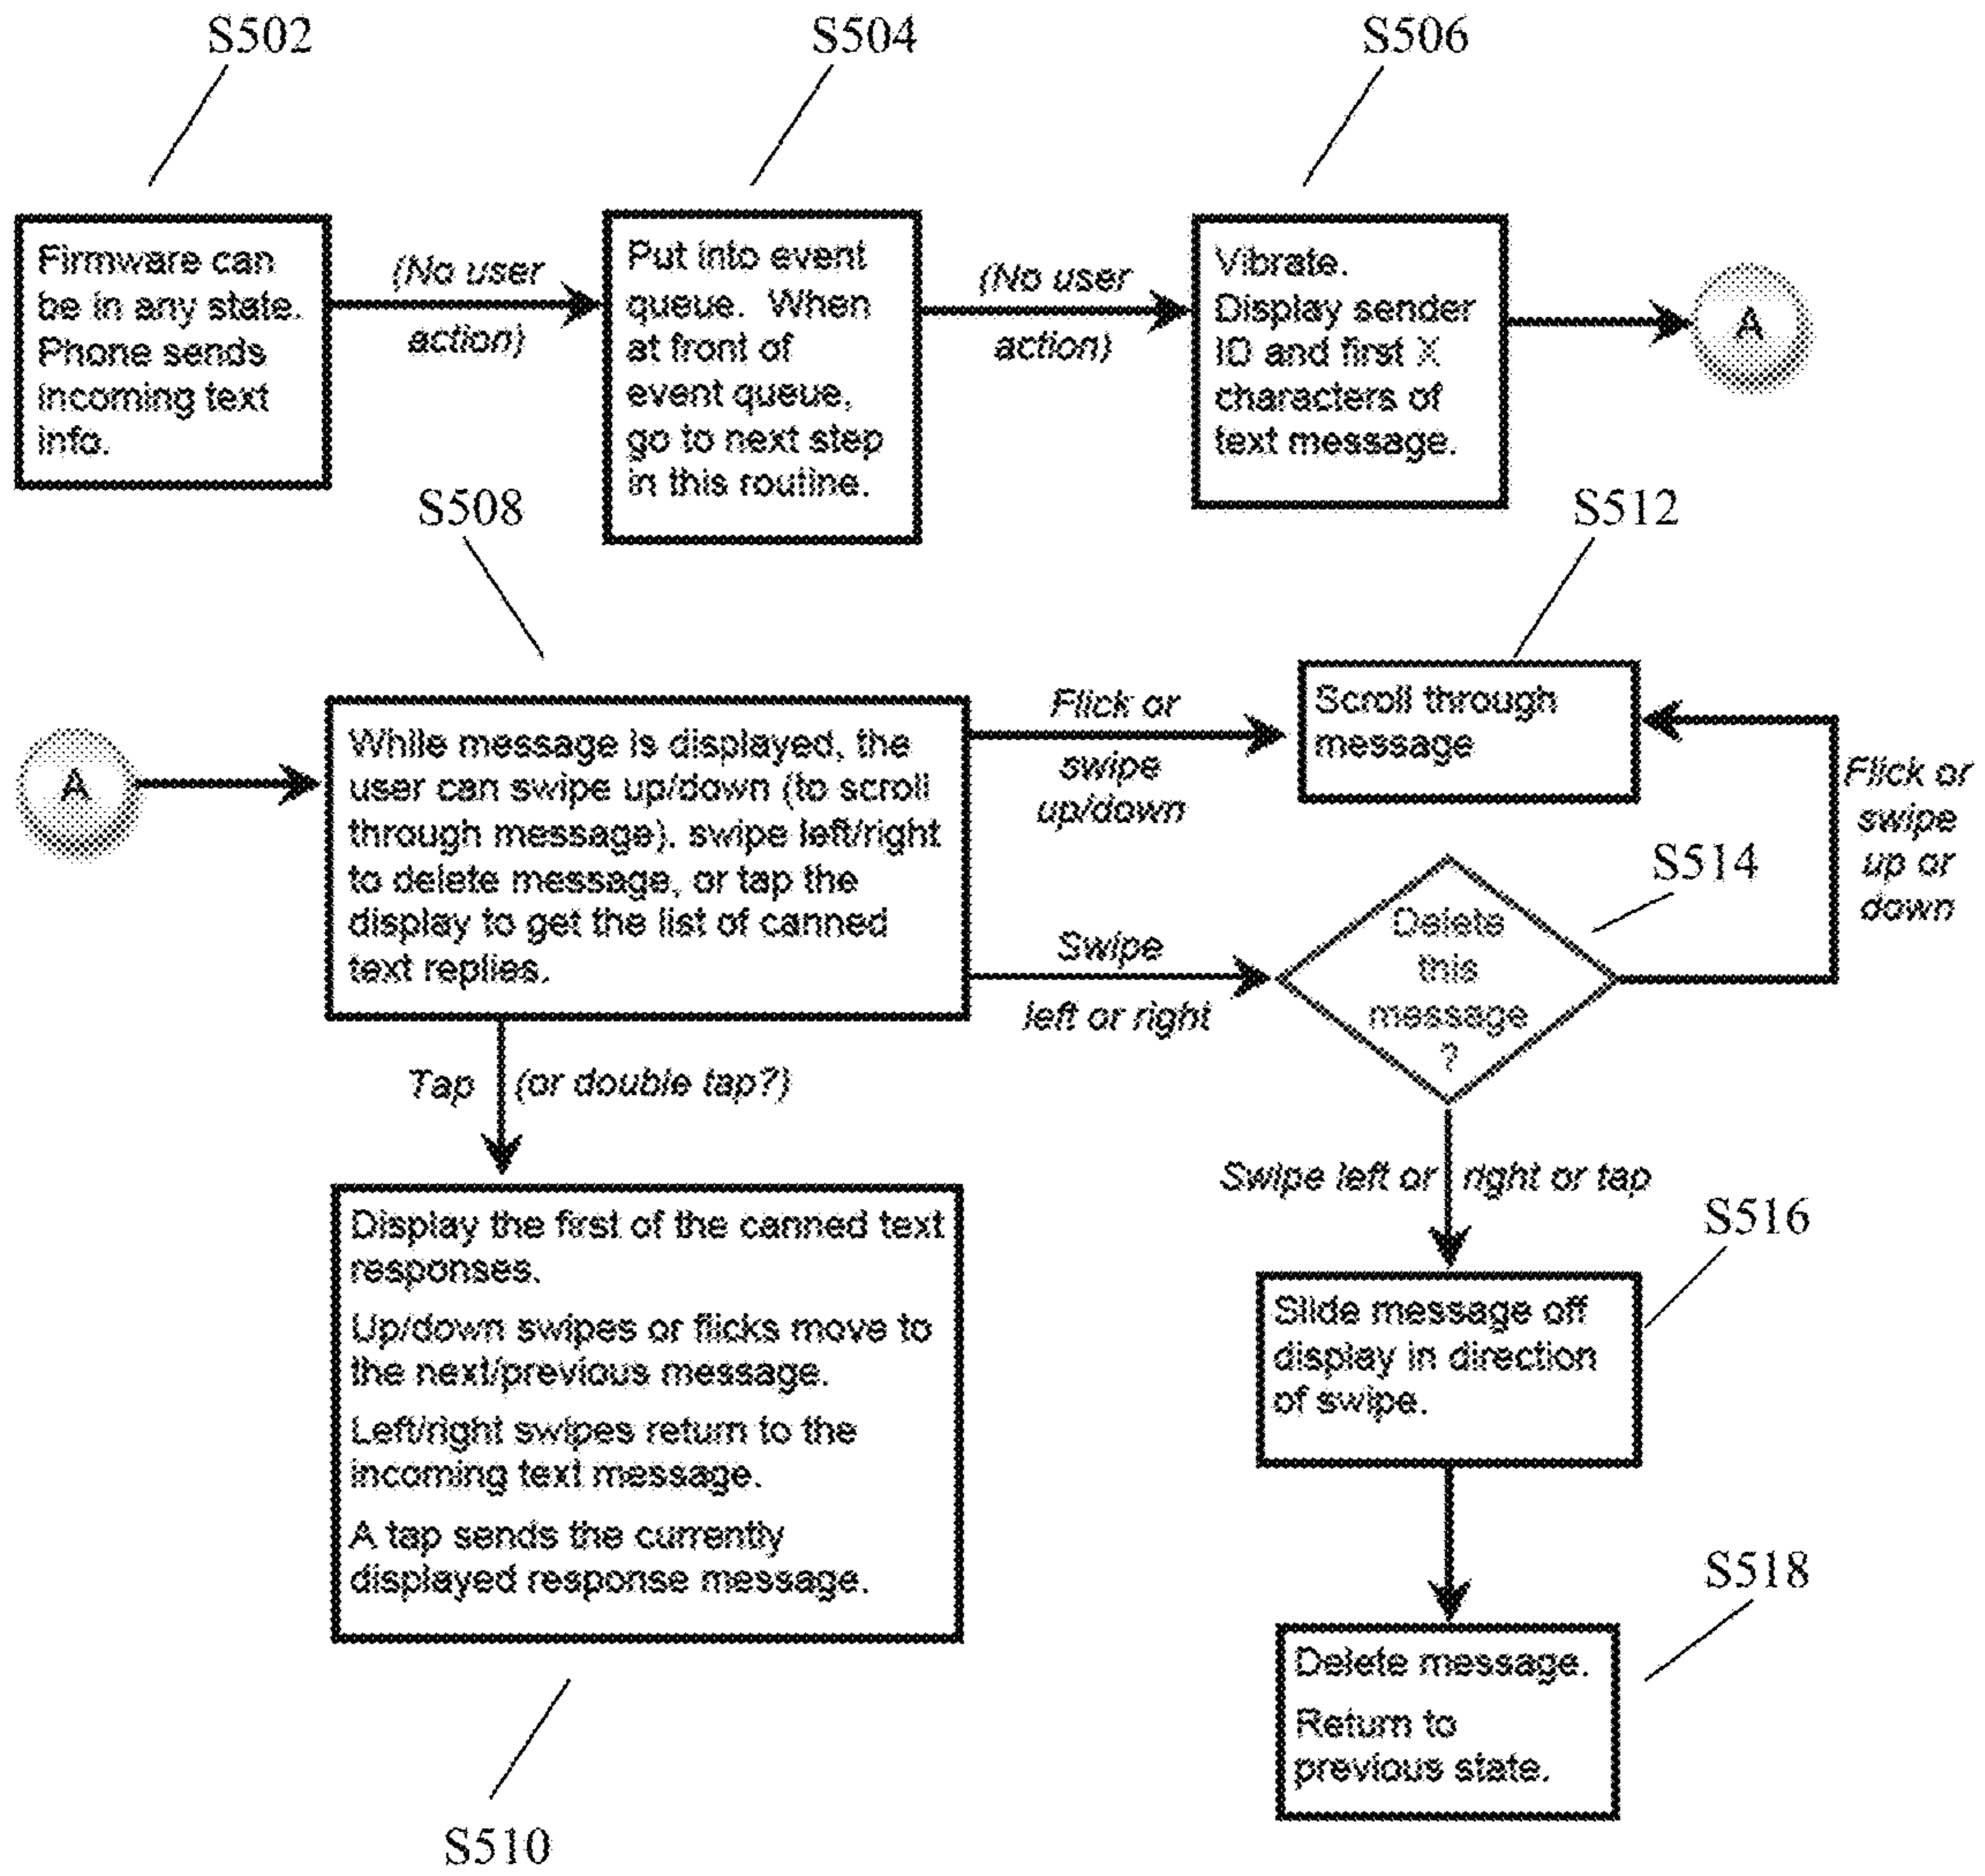 S502
S504
S506
Firmware can
be in any state.
Phone sends
incoming text
info.
(No user
action)
Put into event
queue. When
at front of
event queue,
go to next step
in this routine.
(No user
action)
Vibrate.
Display sender
ID and first X
characters of
text message.
A
S508
S512
A
While message is displayed, the
user can swipe up/down (to scroll
through message), swipe left/right
to delete message, or tap the
display to get the list of canned
text replies.
Flick or
swipe
up/down
Scroll through
message
Flick or
swipe
up or
down
S514
Swipe
left or right
Delete
this
message
?
Tap (or double tap?)
Swipe left or right or tap
Display the first of the canned text
responses.
Up/down swipes or flicks move to
the next/previous message.
Left/right swipes return to the
incoming text message.
A tap sends the currently
displayed response message.
S516
Slide message off
display in direction
of swipe.
S518
Delete message.
Return to
previous state.
S510